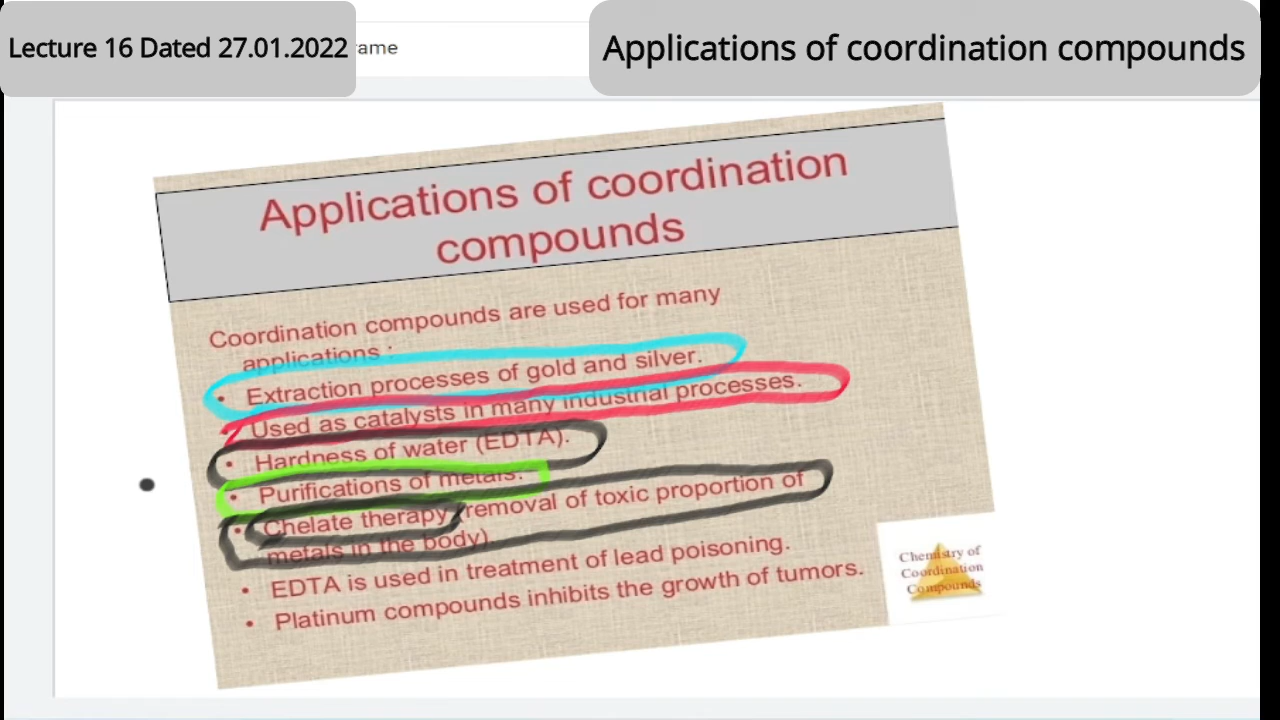 Lecture 16 Dated 27.01.2022
rame
Applications of coordination compounds
Applications of coordination
compounds
Coordination compounds are used for many
applications :
• Extraction processes of gold and silver.
• Used as catalysts in many industrial processes.
• Hardness of water (EDTA).
• Purifications of metals.
• Chelate therapy (removal of toxic proportion of
metals in the body).
• EDTA is used in treatment of lead poisoning.
• Platinum compounds inhibits the growth of tumors.
Chemistry of
Coordination
Compounds